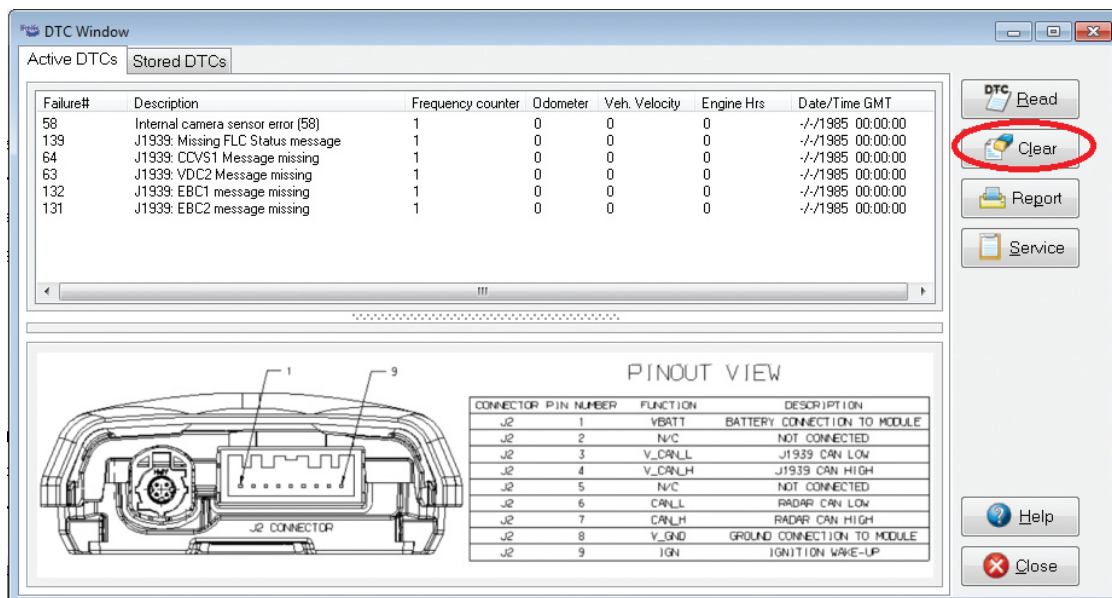 DTC Window
Active DTCs Stored DTCs
Failure# Description Frequency counter Odometer Veh. Velocity Engine Hrs Date/Time GMT
58 Internal camera sensor error (58) 1 0 0 0 -/-/1985 00:00:00
139 J1939: Missing FLC Status message 1 0 0 0 -/-/1985 00:00:00
64 J1939: CCVS1 Message missing 1 0 0 0 -/-/1985 00:00:00
63 J1939: VDC2 Message missing 1 0 0 0 -/-/1985 00:00:00
132 J1939: EBC1 message missing 1 0 0 0 -/-/1985 00:00:00
131 J1939: EBC2 message missing 1 0 0 0 -/-/1985 00:00:00
DTC Read
Clear
Report
Service
1 9
J2 CONNECTOR
PINOUT VIEW
CONNECTOR PIN NUMBER FUNCTION DESCRIPTION
J2 1 VBATT BATTERY CONNECTION TO MODULE
J2 2 N/C NOT CONNECTED
J2 3 V_CAN_L J1939 CAN LOW
J2 4 V_CAN_H J1939 CAN HIGH
J2 5 N/C NOT CONNECTED
J2 6 CAN_L RADAR CAN LOW
J2 7 CAN_H RADAR CAN HIGH
J2 8 V_GND GROUND CONNECTION TO MODULE
J2 9 IGN IGNITION WAKE-UP
Help
Close